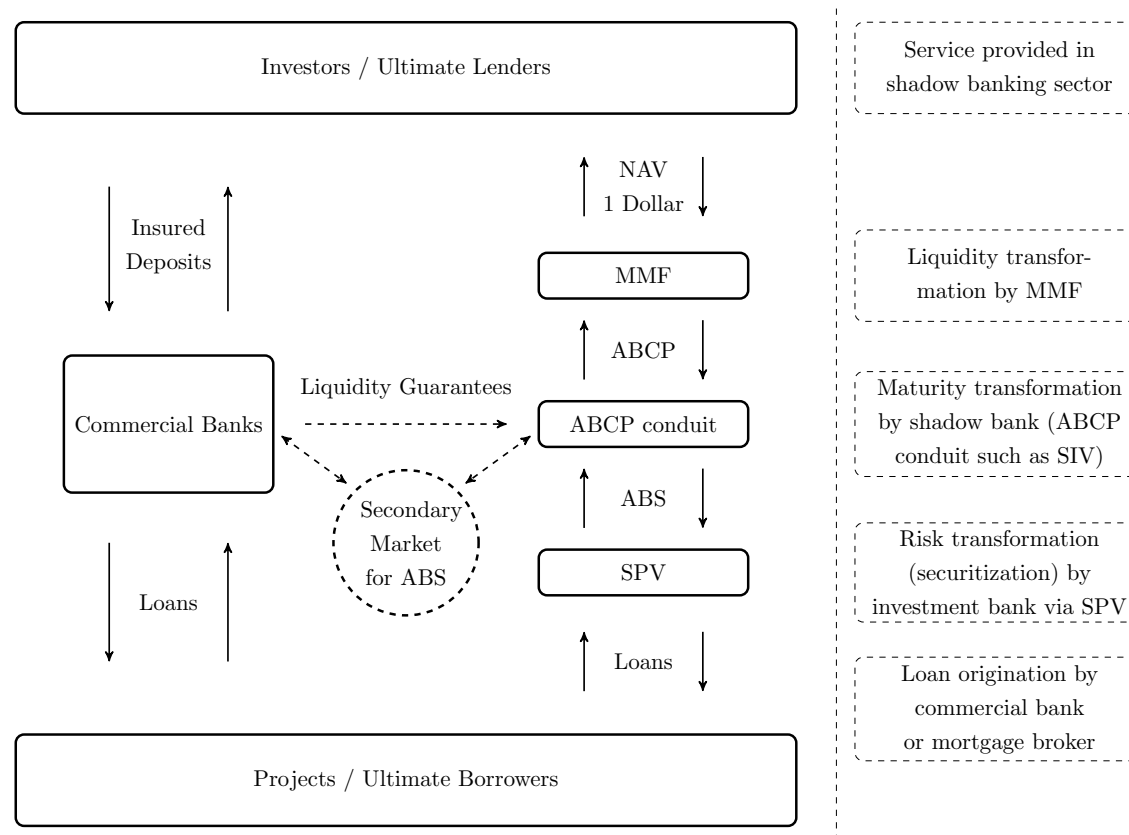 Investors / Ultimate Lenders
Service provided in
shadow banking sector
NAV
1 Dollar
Insured
Deposits
MMF
Liquidity transfor-
mation by MMF
ABCP
Liquidity Guarantees
Commercial Banks
ABCP conduit
Maturity transformation
by shadow bank (ABCP
conduit such as SIV)
Secondary
Market
for ABS
ABS
SPV
Risk transformation
(securitization) by
investment bank via SPV
Loans
Loans
Loan origination by
commercial bank
or mortgage broker
Projects / Ultimate Borrowers